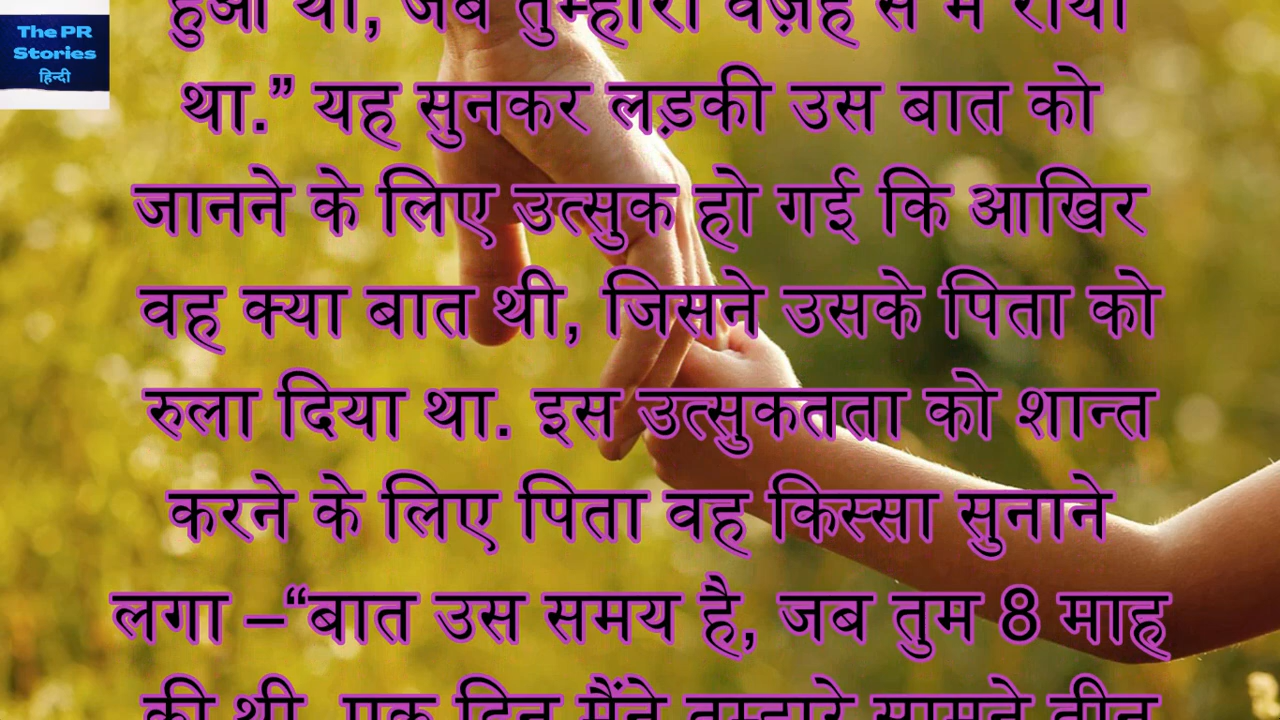 The PR
Stories
हिन्दी
हुआ था, जब तुम्हारी वज़ह से मैं रोया
था.” यह सुनकर लड़की उस बात को
जानने के लिए उत्सुक हो गई कि आखिर
वह क्या बात थी, जिसने उसके पिता को
रुला दिया था. इस उत्सुकतता को शान्त
करने के लिए पिता वह किस्सा सुनाने
लगा –“बात उस समय है, जब तुम 8 माह
की थी. एक दिन मैंने तुम्हारे सामने तीन